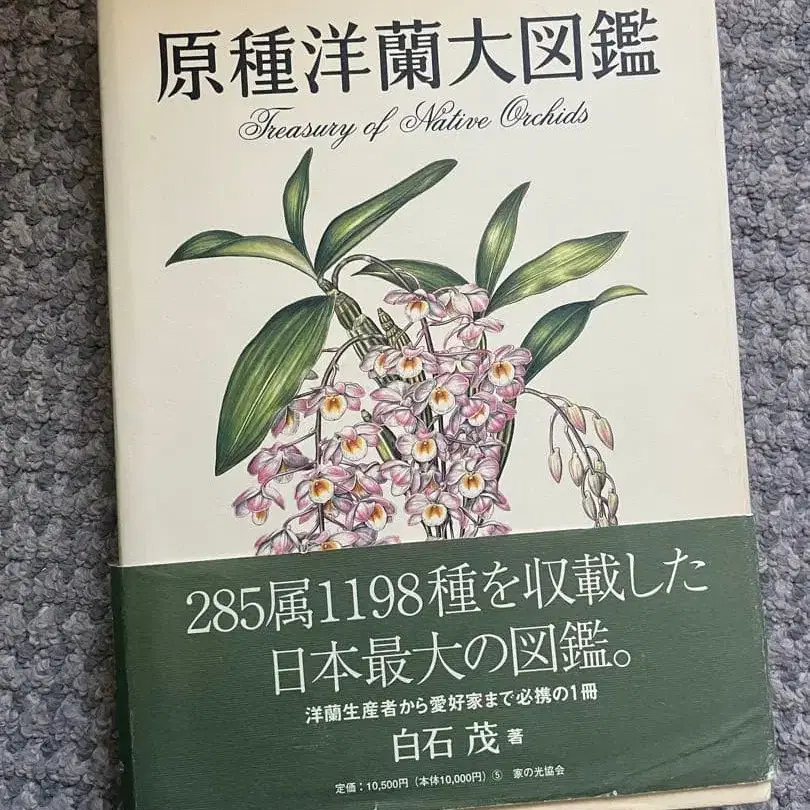 原種洋蘭大図鑑
Treasury of Native Orchids
285属1198種を収載した
日本最大の図鑑。
洋蘭生産者から愛好家まで必携の1冊
白石 茂 著
定価：10,500円（本体10,000円）⑤ 家の光協会